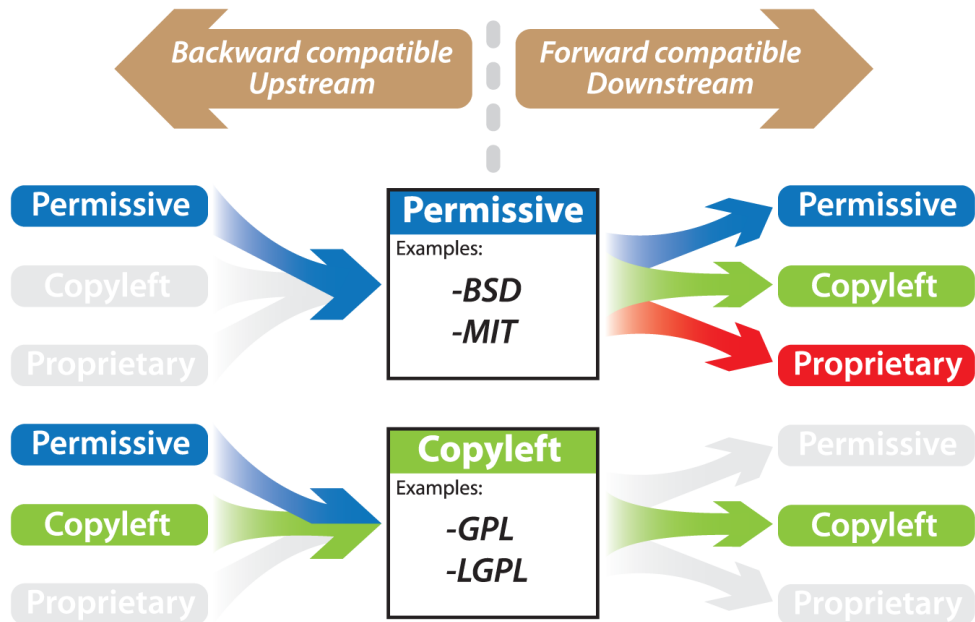 Backward compatible
Upstream
Forward compatible
Downstream
Permissive
Copyleft
Proprietary
Permissive
Examples:
-BSD
-MIT
Permissive
Copyleft
Proprietary
Permissive
Copyleft
Proprietary
Copyleft
Examples:
-GPL
-LGPL
Permissive
Copyleft
Proprietary